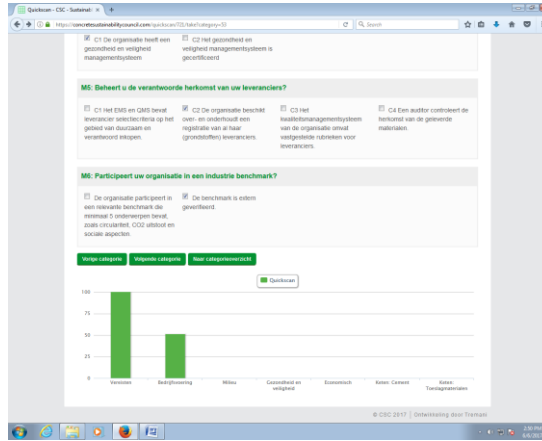 Quickscan - CSC - Sustainabi
https://concretesustainabilitycouncil.com/quickscan/
Search
C1 De organisatie heeft een gezondheid en veiligheid managementsysteem
C2 Het gezondheid en veiligheid managementsysteem is gecertificeerd
M5: Beheert u de verantwoorde herkomst van uw leveranciers?
C1 Het EMS en QMS bevat leverancier selectiecriteria op het gebied van duurzaam en verantwoord inkopen.
C2 De organisatie beschikt over- en onderhoudt een registratie van al haar (grondstoffen) leveranciers.
C3 Het kwaliteitsmanagementsysteem van de organisatie omvat vastgestelde rubrieken voor leveranciers.
C4 Een auditor controleert de herkomst van de geleverde materialen.
M6: Participeert uw organisatie in een industrie benchmark?
De organisatie participeert in een relevante benchmark die minimaal 5 onderwerpen bevat, zoals circulariteit, CO2 uitstoot en sociale aspecten.
De benchmark is extern geverifieerd.
Vorige categorie
Volgende categorie
Naar categorieoverzicht
Quickscan
100
75
50
25
0
Vereisten
Bedrijfsvoering
Milieu
Gezondheid en veiligheid
Economisch
Keten- Cement
Keten- Toeslagmaterialen
© CSC 2017 | Ontwikkeling door Tremani